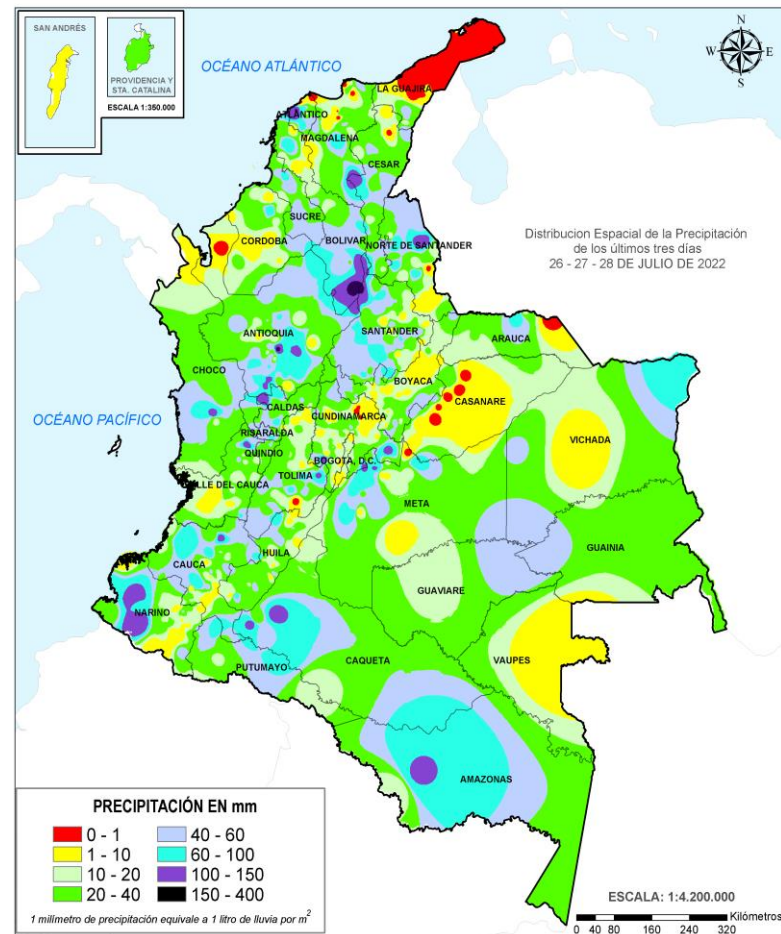 SAN ANDRÉS
PROVIDENCIA Y
STA. CATALINA
ESCALA 1:350.000
OCÉANO ATLÁNTICO
N
W
E
S
LA GUAJIRA
ATLÁNTICO
MAGDALENA
CESAR
SUCRE
CORDOBA
BOLIVAR
NORTE DE SANTANDER
Distribucion Espacial de la Precipitación
de los últimos tres días
26 - 27 - 28 DE JULIO DE 2022
ANTIOQUIA
SANTANDER
ARAUCA
CHOCO
BOYACA
CASANARE
OCÉANO PACÍFICO
CALDAS
CUNDINAMARCA
VICHADA
RISARALDA
QUINDIO
BOGOTA, D.C.
TOLIMA
VALLE DEL CAUCA
META
GUAINIA
CAUCA
HUILA
GUAVIARE
NARINO
VAUPES
PUTUMAYO
CAQUETA
AMAZONAS
PRECIPITACIÓN EN mm
0 - 1
40 - 60
1 - 10
60 - 100
10 - 20
100 - 150
20 - 40
150 - 400
1 milímetro de precipitación equivale a 1 litro de lluvia por m²
ESCALA: 1:4.200.000
Kilómetros
0 40 80 160 240 320